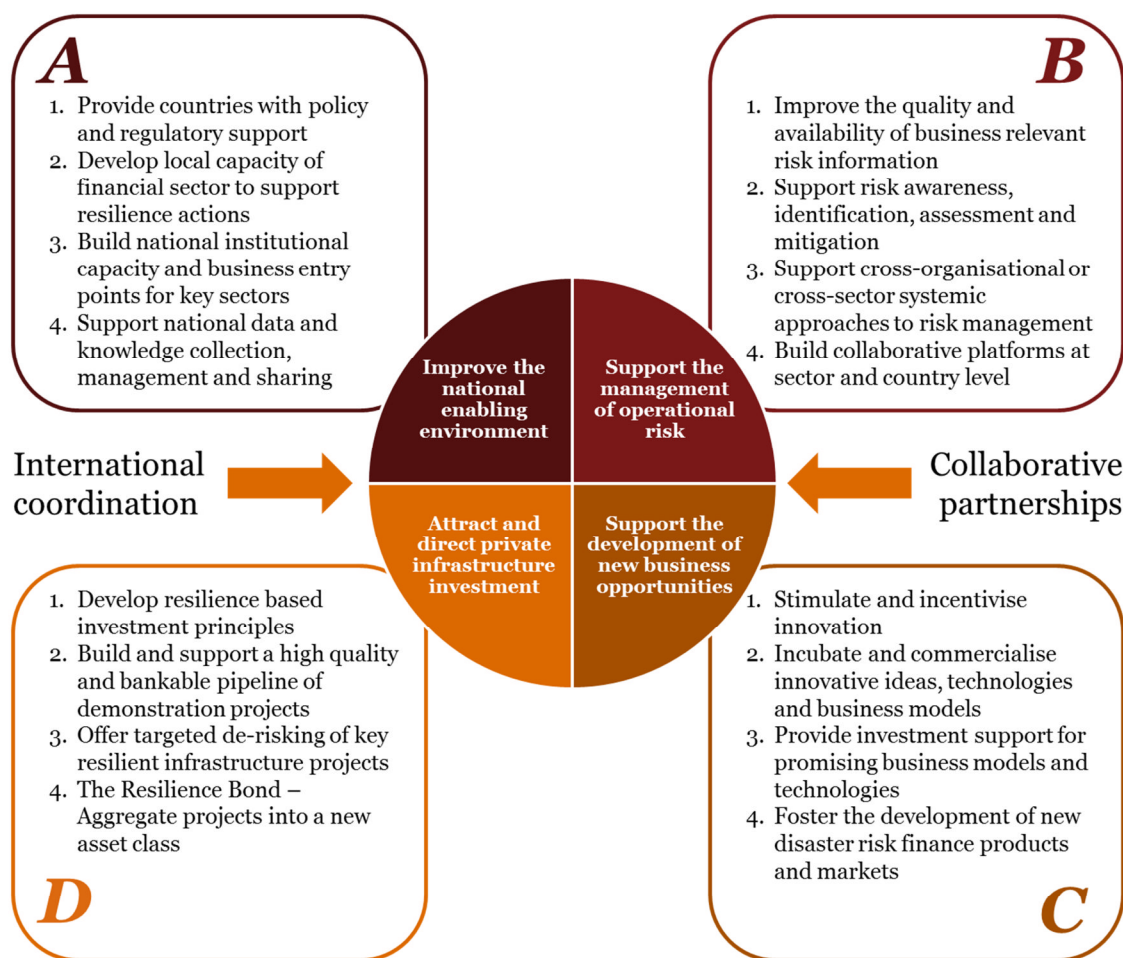 A
1. Provide countries with policy
and regulatory support
2. Develop local capacity of
financial sector to support
resilience actions
3. Build national institutional
capacity and business entry
points for key sectors
4. Support national data and
knowledge collection,
management and sharing
B
1. Improve the quality and
availability of business relevant
risk information
2. Support risk awareness,
identification, assessment and
mitigation
3. Support cross-organisational or
cross-sector systemic
approaches to risk management
4. Build collaborative platforms at
sector and country level
Improve the
national
enabling
environment
Support the
management
of operational
risk
International
coordination
Collaborative
partnerships
Attract and
direct private
infrastructure
investment
Support the
development of
new business
opportunities
1. Develop resilience based
investment principles
2. Build and support a high quality
and bankable pipeline of
demonstration projects
3. Offer targeted de-risking of key
resilient infrastructure projects
4. The Resilience Bond –
Aggregate projects into a new
asset class
D
1. Stimulate and incentivise
innovation
2. Incubate and commercialise
innovative ideas, technologies
and business models
3. Provide investment support for
promising business models and
technologies
4. Foster the development of new
disaster risk finance products
and markets
C